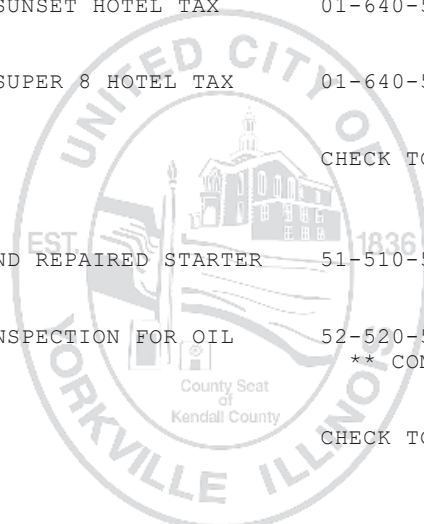 SUNSET HOTEL TAX 01-640-5
SUPER 8 HOTEL TAX 01-640-5
CHECK TO
ND REPAIRED STARTER 51-510-5
NSPECTION FOR OIL 52-520-5
** CON
CHECK TO
UNITED CITY OF
EST. 1836
County Seat
of
Kendall County
YORKVILLE ILLINOIS